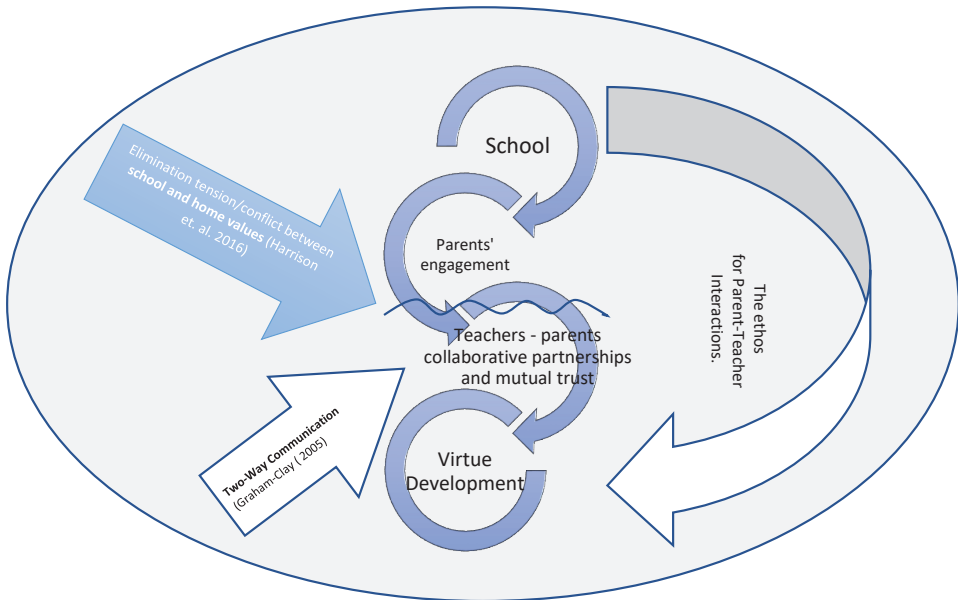 School
Elimination tension/conflict between
school and home values (Harrison
et. al. 2016)
Parents'
engagement
Teachers - parents
collaborative partnerships
and mutual trust
The ethos
for Parent-Teacher
Interactions.
Two-Way Communication
(Graham-Clay ( 2005)
Virtue
Development